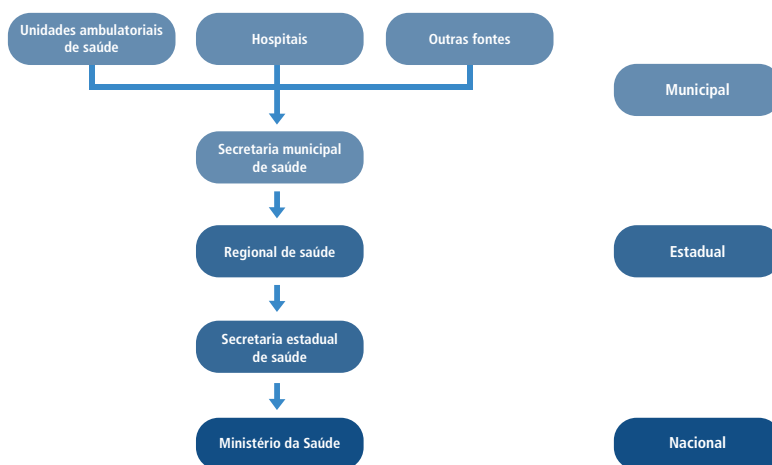 Unidades ambulatoriais
de saúde
Hospitais
Outras fontes
Municipal
Secretaria municipal
de saúde
Regional de saúde
Estadual
Secretaria estadual
de saúde
Ministério da Saúde
Nacional